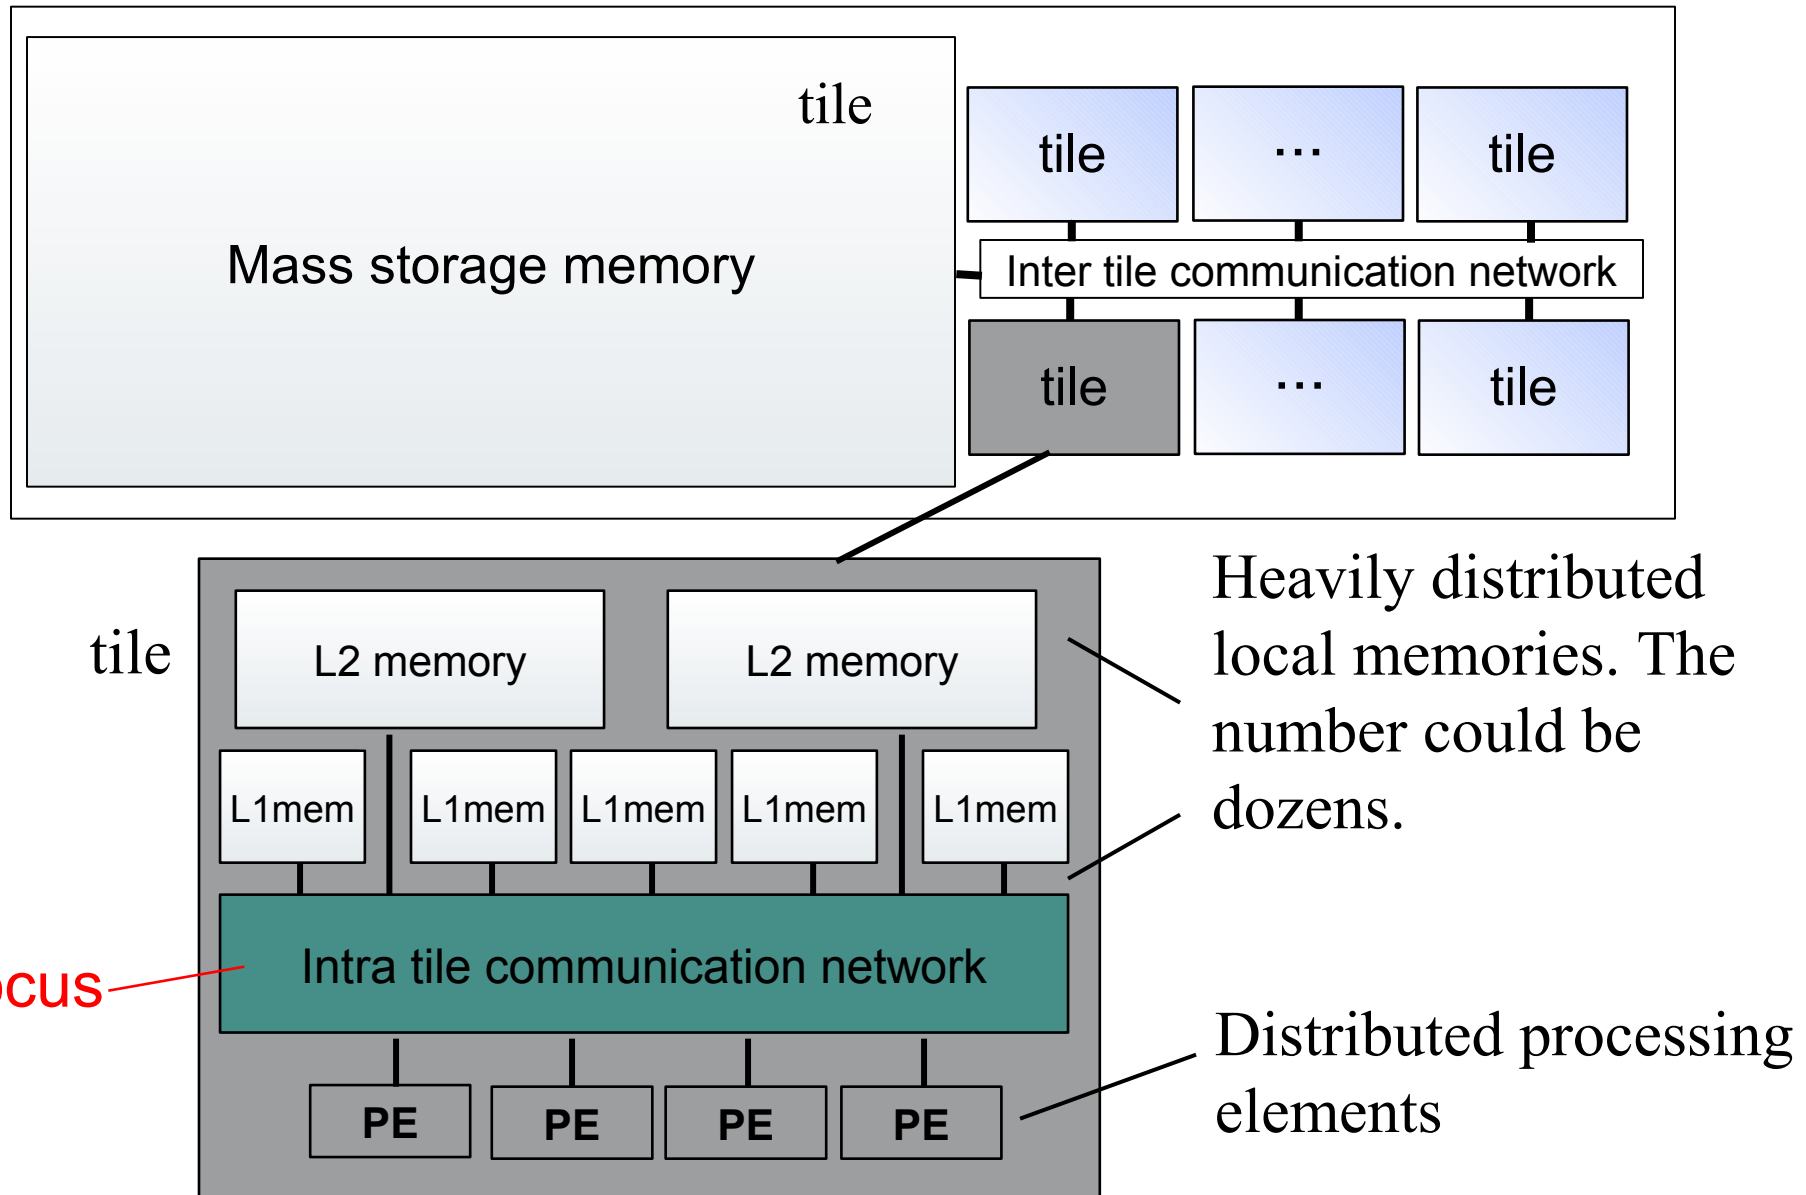 tile
tile
...
tile
Mass storage memory
Inter tile communication network
tile
...
tile
tile
L2 memory
L2 memory
Heavily distributed
local memories. The
number could be
dozens.
L1mem
L1mem
L1mem
L1mem
L1mem
Intra tile communication network
ocus
PE
PE
PE
PE
Distributed processing
elements